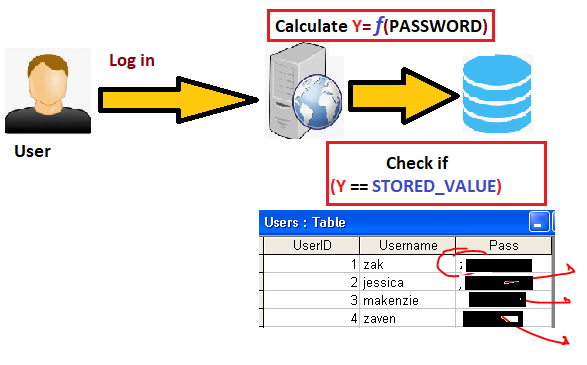 Calculate Y= f(PASSWORD)
Log in
User
Check if
(Y == STORED_VALUE)
Users : Table
UserID Username Pass
1 zak
2 jessica
3 makenzie
4 zaven